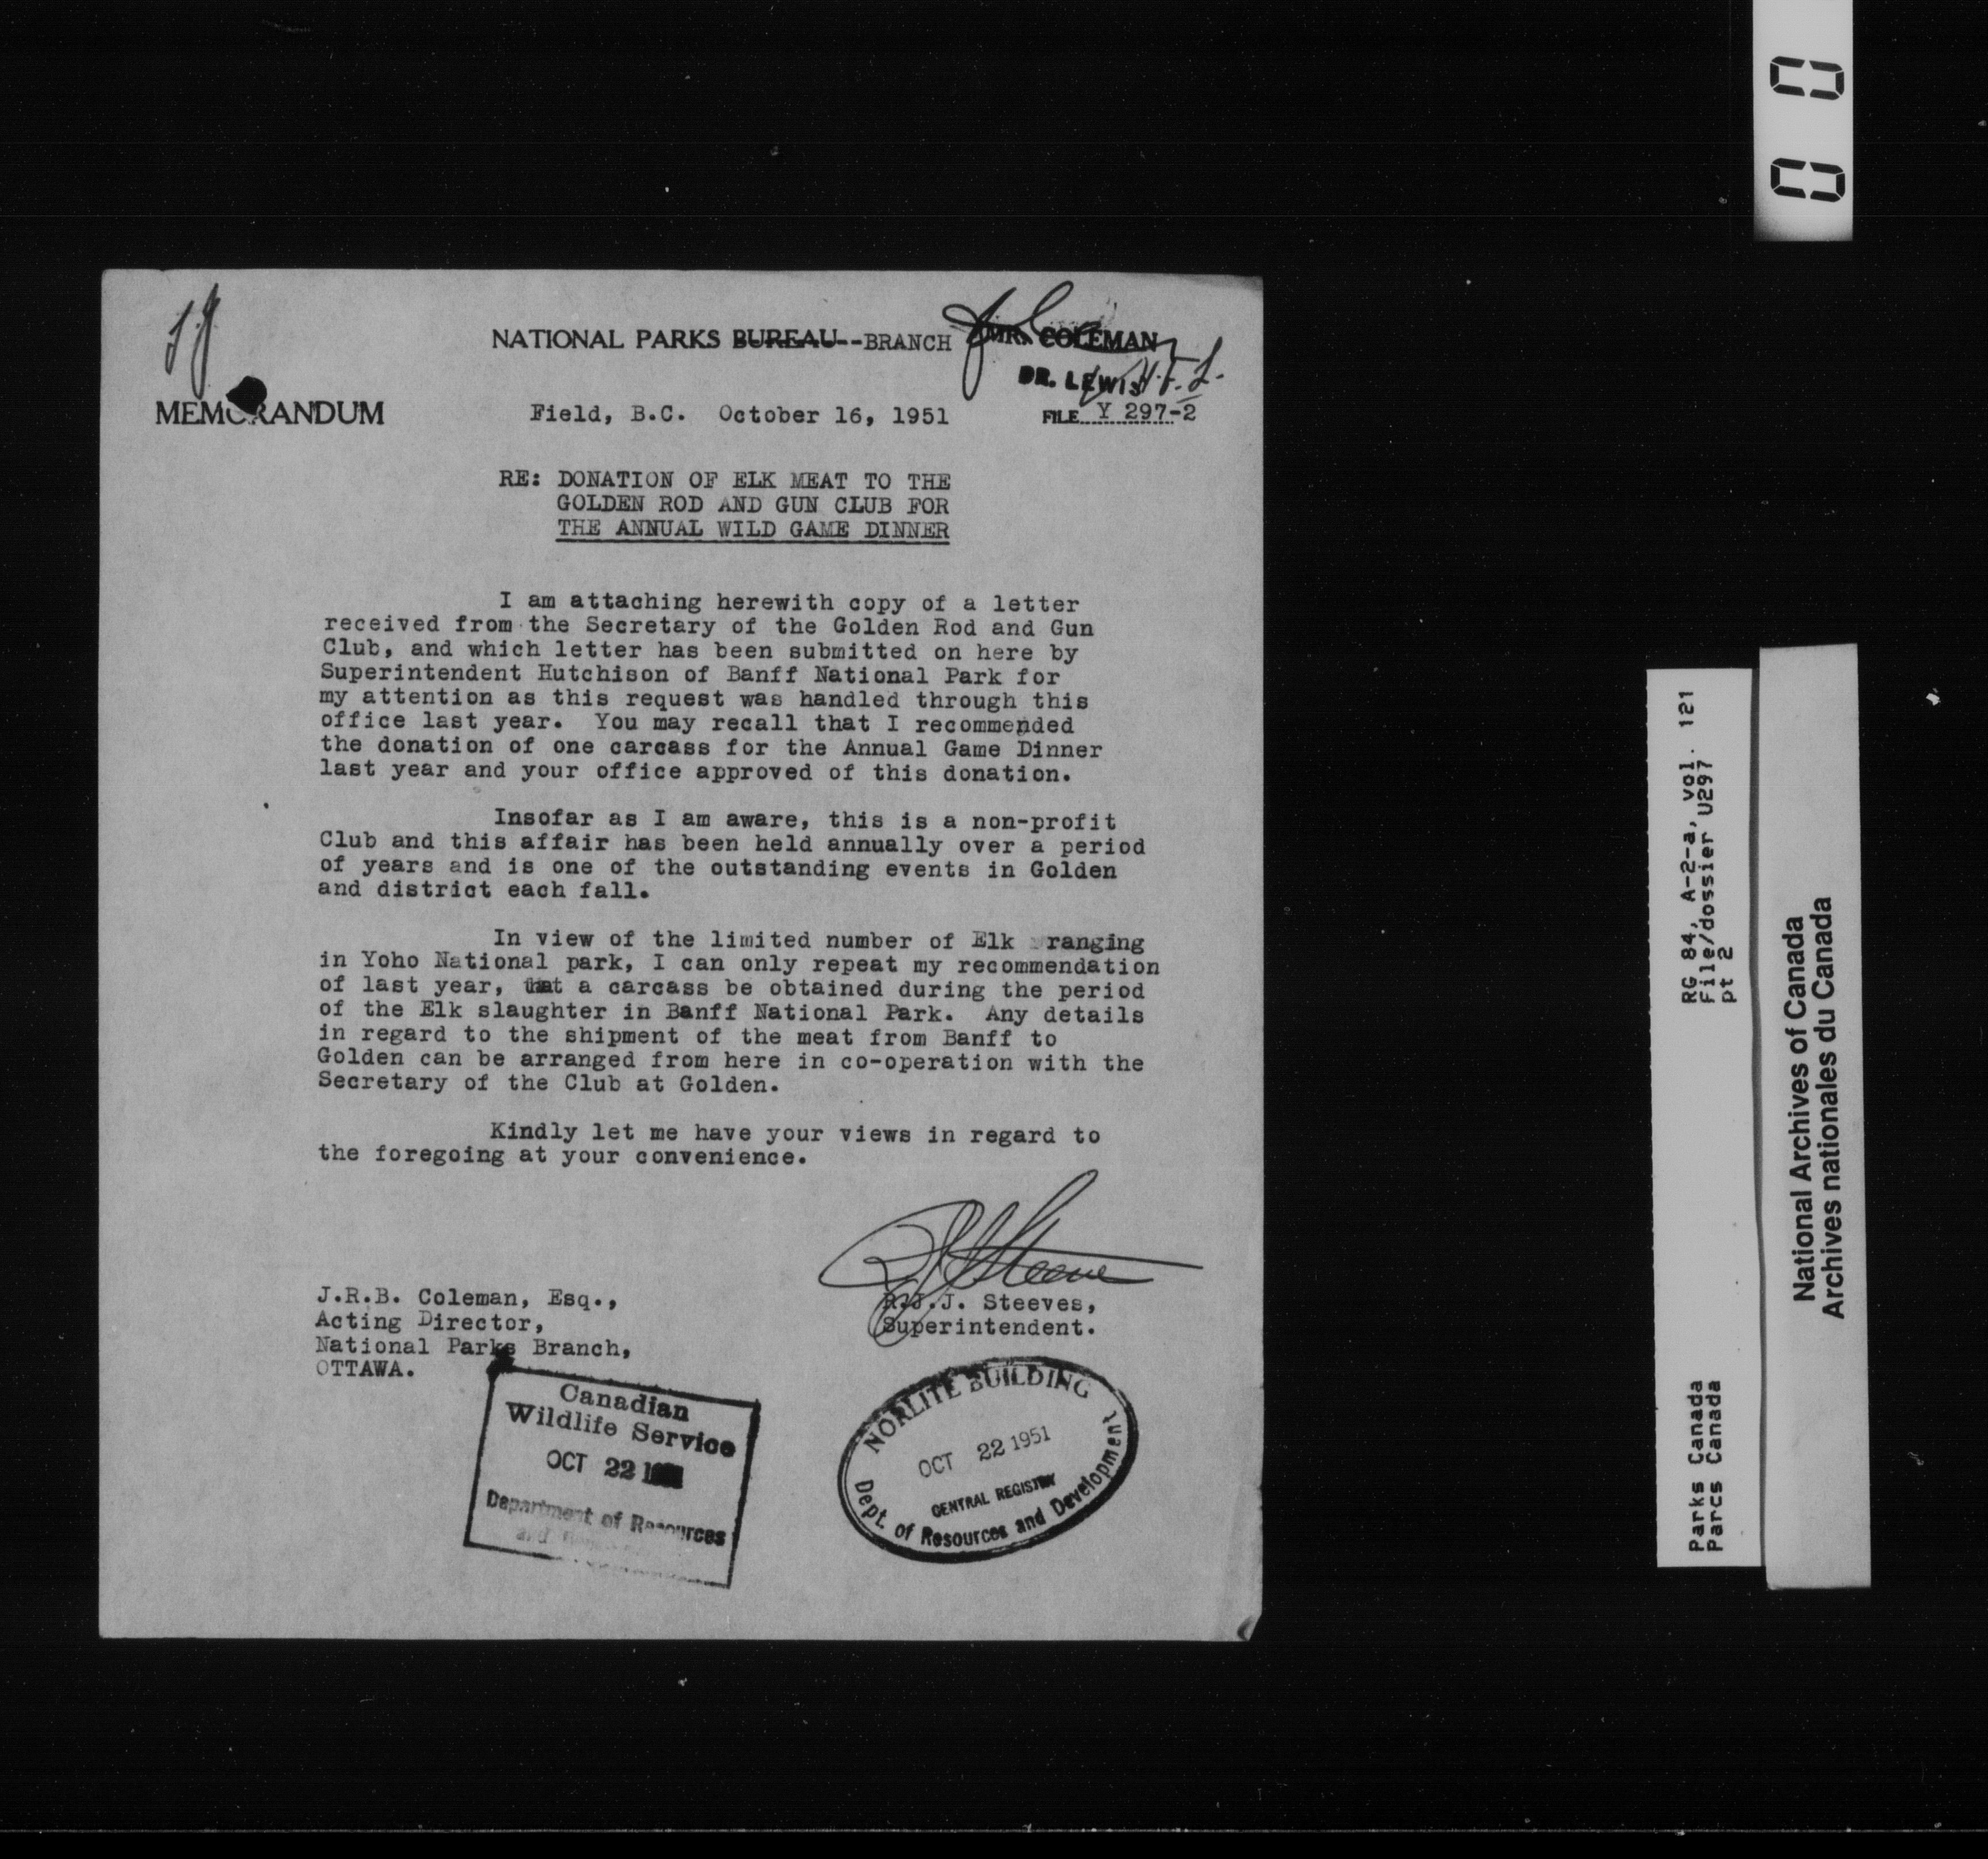 NATIONAL PARKS BUREAU--BRANCH
MR. COLEMAN
DR. LEWIS H.F.L.
MEMORANDUM
Field, B.C. October 16, 1951
FILE Y 297-2
RE: DONATION OF ELK MEAT TO THE
GOLDEN ROD AND GUN CLUB FOR
THE ANNUAL WILD GAME DINNER
I am attaching herewith copy of a letter
received from the Secretary of the Golden Rod and Gun
Club, and which letter has been submitted on here by
Superintendent Hutchison of Banff National Park for
my attention as this request was handled through this
office last year. You may recall that I recommended
the donation of one carcass for the Annual Game Dinner
last year and your office approved of this donation.
Insofar as I am aware, this is a non-profit
Club and this affair has been held annually over a period
of years and is one of the outstanding events in Golden
and district each fall.
In view of the limited number of Elk ranging
in Yoho National park, I can only repeat my recommendation
of last year, that a carcass be obtained during the period
of the Elk slaughter in Banff National Park. Any details
in regard to the shipment of the meat from Banff to
Golden can be arranged from here in co-operation with the
Secretary of the Club at Golden.
Kindly let me have your views in regard to
the foregoing at your convenience.
R.J.J. Steeves,
Superintendent.
J.R.B. Coleman, Esq.,
Acting Director,
National Parks Branch,
OTTAWA.
Canadian
Wildlife Service
OCT 22
Department of Resources
and
NORLITE BUILDING
OCT 22 1951
CENTRAL REGISTRY
Dept. of Resources and Development
00
RG 84, A-2-a, vol. 121
File/dossier U297
pt 2
Parks Canada
Parcs Canada
National Archives of Canada
Archives nationales du Canada